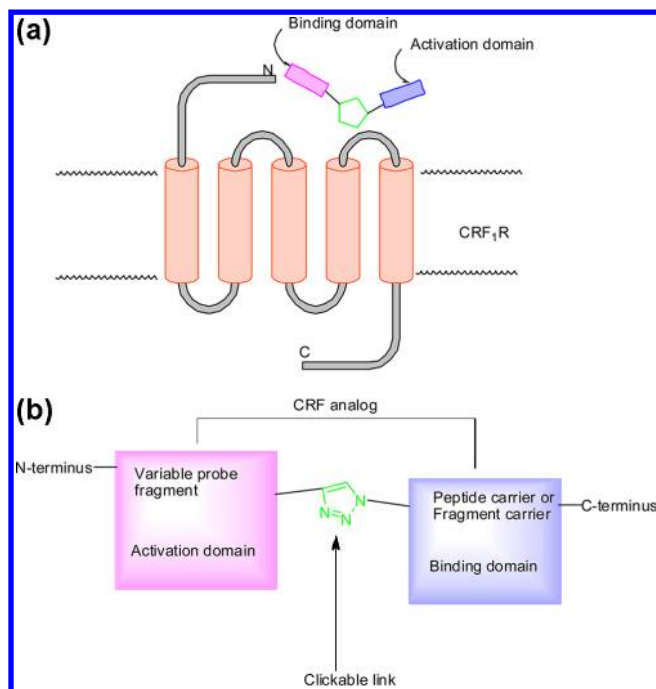 (a)
Binding domain
Activation domain
N
CRF₁R
C
(b)
CRF analog
N-terminus
Variable probe
fragment
Activation domain
N
N
N
Peptide carrier or
Fragment carrier
Binding domain
C-terminus
Clickable link